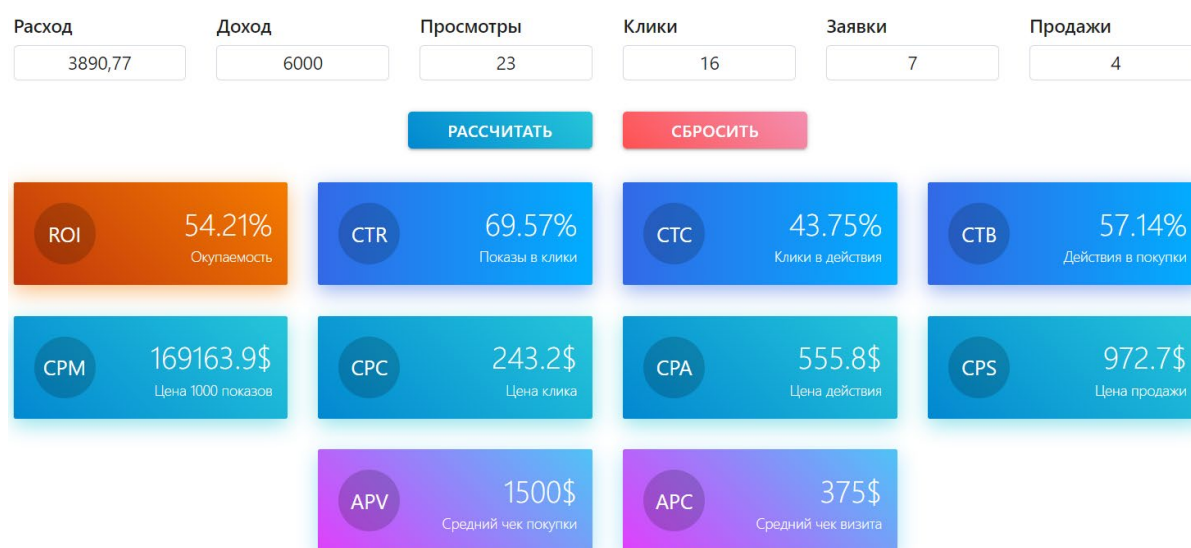 Расход Доход Просмотры Клики Заявки Продажи
3890,77 6000 23 16 7 4
РАССЧИТАТЬ СБРОСИТЬ
ROI 54.21% CTR 69.57% CTC 43.75% CTB 57.14%
Окупаемость Показы в клики Клики в действия Действия в покупки
CPM 169163.9$ CPC 243.2$ CPA 555.8$ CPS 972.7$
Цена 1000 показов Цена клика Цена действия Цена продажи
APV 1500$ APC 375$
Средний чек покупки Средний чек визита